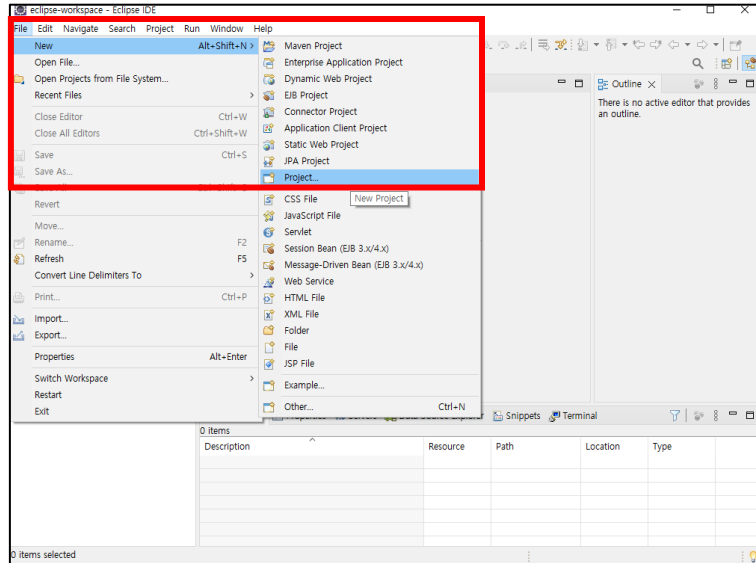 eclipse-workspace - Eclipse IDE
File Edit Navigate Search Project Run Window Help
New Alt+Shift+N >
Open File...
Open Projects from File System...
Recent Files >
Close Editor Ctrl+W
Close All Editors Ctrl+Shift+W
Save Ctrl+S
Save As...
Revert
Move...
Rename... F2
Refresh F5
Convert Line Delimiters To >
Print... Ctrl+P
Import...
Export...
Properties Alt+Enter
Switch Workspace >
Restart
Exit
Maven Project
Enterprise Application Project
Dynamic Web Project
EJB Project
Connector Project
Application Client Project
Static Web Project
JPA Project
Project...
New Project
CSS File
JavaScript File
Servlet
Session Bean (EJB 3.x/4.x)
Message-Driven Bean (EJB 3.x/4.x)
Web Service
HTML File
XML File
Folder
File
JSP File
Example...
Other... Ctrl+N
Outline
There is no active editor that provides
an outline.
Snippets Terminal
0 items
Description Resource Path Location Type
0 items selected